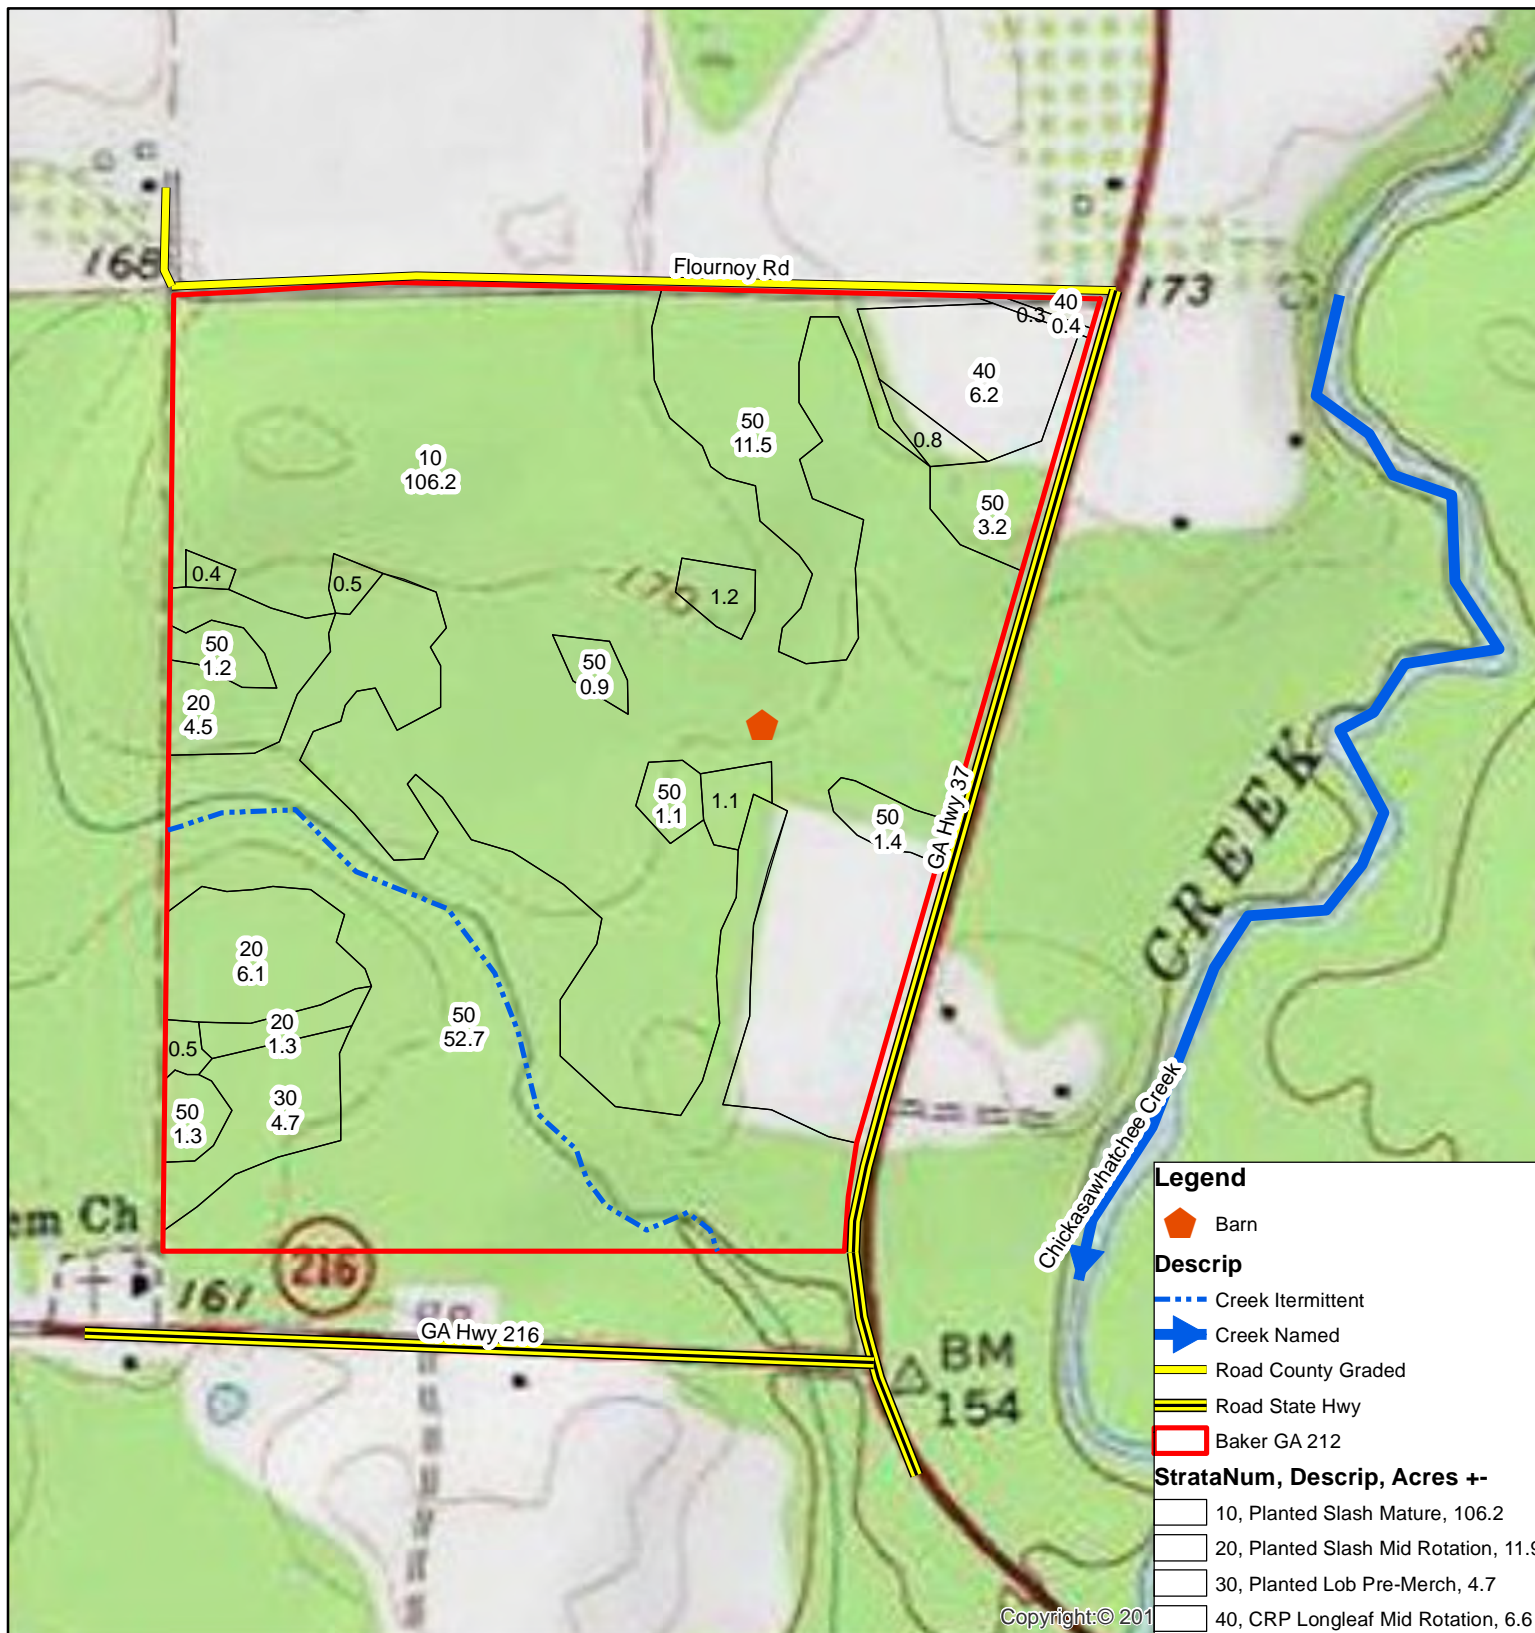 170
168
Flournoy Rd
173
40
0.3
0.4
40
6.2
50
11.5
0.8
10
106.2
50
3.2
0.4
0.5
170
1.2
50
1.2
50
0.9
20
4.5
50
1.1
1.1
50
1.4
GA Hwy 37
CREEK
20
6.1
50
52.7
20
1.3
0.5
30
4.7
50
1.3
Chickasawhatchee Creek
em Ch
216
161
GA Hwy 216
BM
154
Legend
Barn
Descrip
Creek Itermittent
Creek Named
Road County Graded
Road State Hwy
Baker GA 212
StrataNum, Descrip, Acres +-
10, Planted Slash Mature, 106.2
20, Planted Slash Mid Rotation, 11.9
30, Planted Lob Pre-Merch, 4.7
40, CRP Longleaf Mid Rotation, 6.6
Copyright:© 201